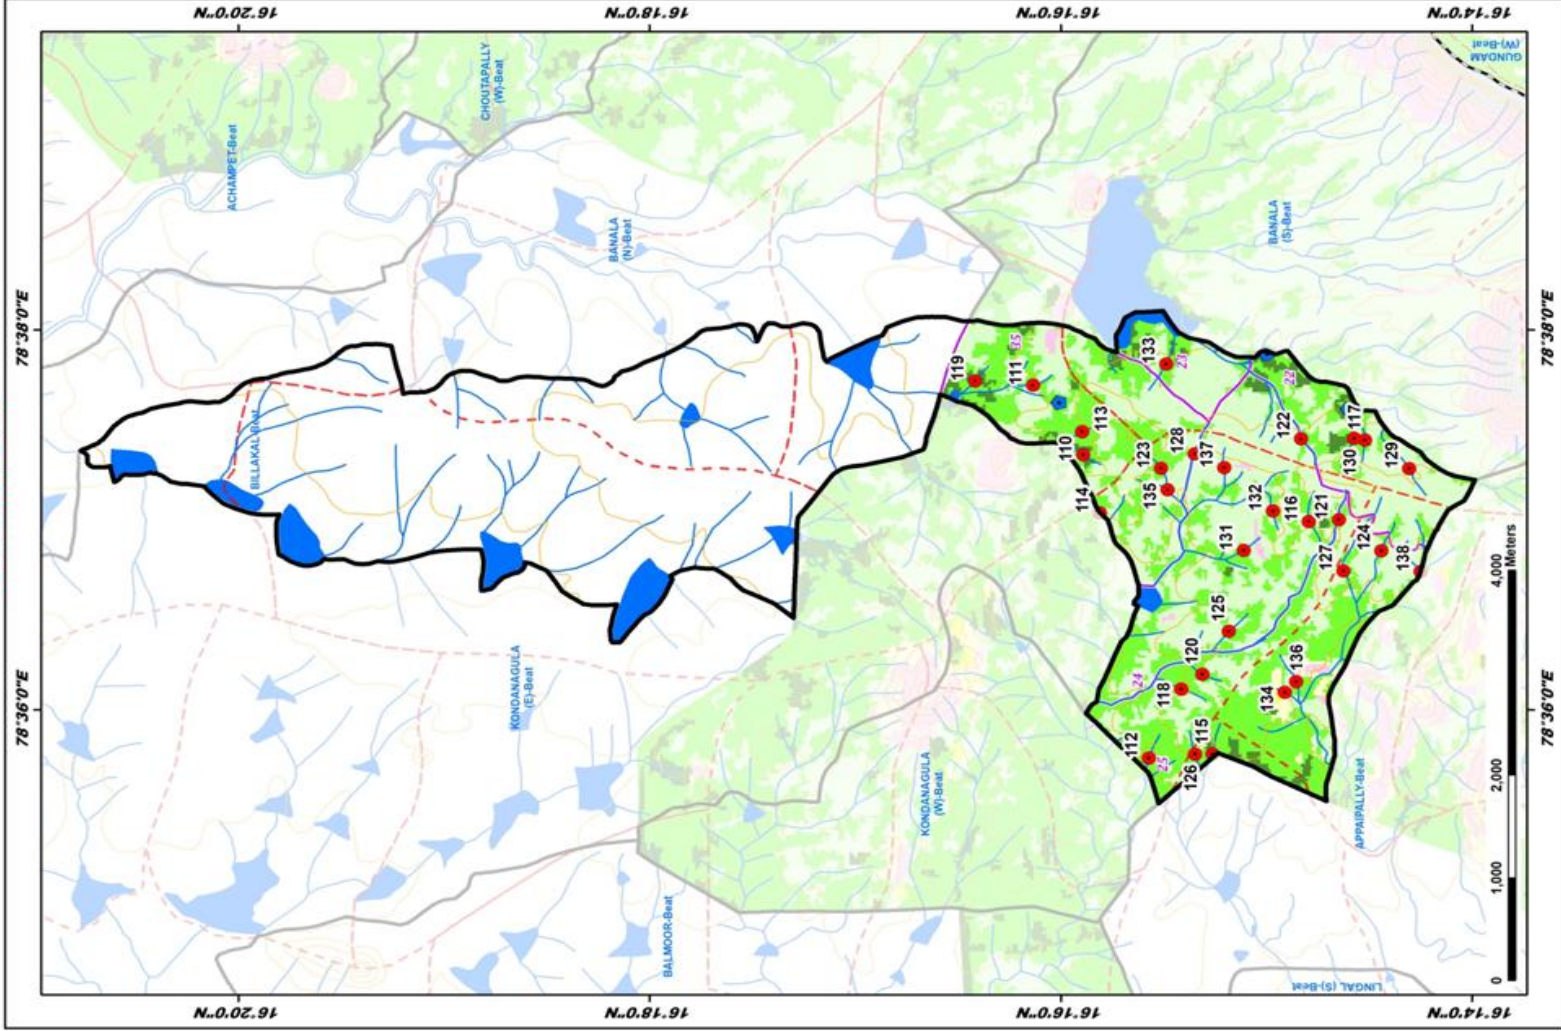 16°20'0"N
16°18'0"N
16°16'0"N
16°14'0"N
CHOUTAPALLY
(W)-Beat
GUNDAM
(W)-Beat
ACHAMPET-Beat
BANALA
(N)-Beat
BANALA
(S)-Beat
78°38'0"E
78°38'0"E
119
35
111
133
23
22
BILLAKAL-Beat
113
110
128
123
137
122
117
130
129
114
135
132
116
121
131
127
124
138
125
120
136
24
118
134
KONDANAGULA
(E)-Beat
78°36'0"E
78°36'0"E
112
25
115
126
KONDANAGULA
(W)-Beat
APPAIPALLY-Beat
BALMOOR-Beat
LINGAL (S)-Beat
0
1,000
2,000
4,000
Meters
16°20'0"N
16°18'0"N
16°16'0"N
16°14'0"N